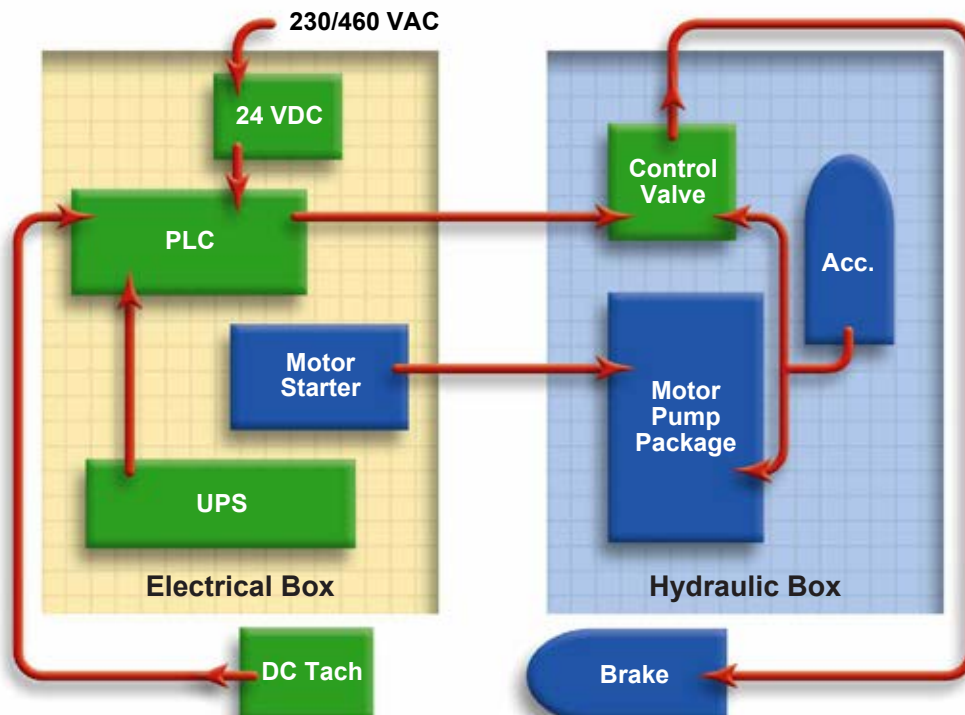 230/460 VAC
24 VDC
PLC
Motor
Starter
UPS
Electrical Box
DC Tach
Control
Valve
Acc.
Motor
Pump
Package
Hydraulic Box
Brake